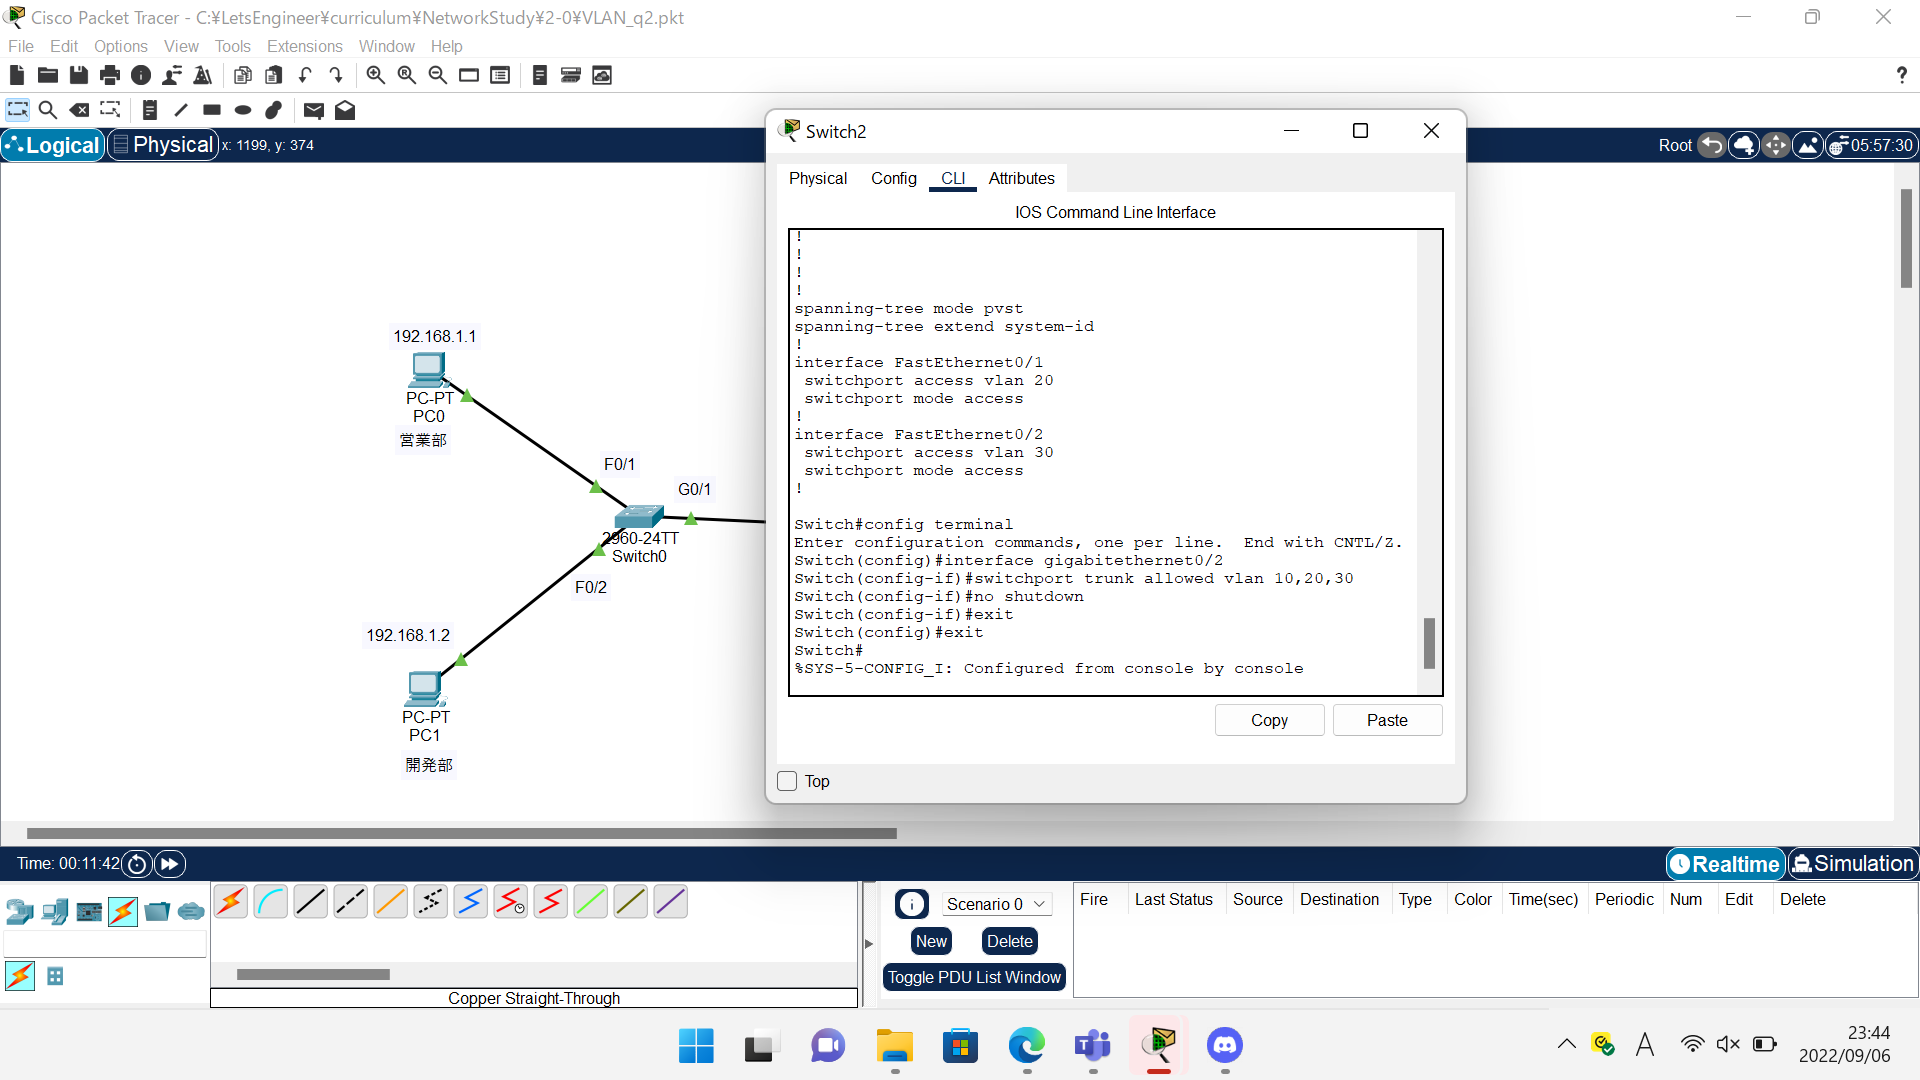 Cisco Packet Tracer - C:¥LetsEngineer¥curriculum¥NetworkStudy¥2-0¥VLAN_q2.pkt
File Edit Options View Tools Extensions Window Help
?
Logical Physical x: 1199, y: 374
Root 05:57:30
192.168.1.1
PC-PT
PC0
営業部
F0/1
G0/1
2960-24TT
Switch0
F0/2
192.168.1.2
PC-PT
PC1
開発部
Switch2
Physical Config CLI Attributes
IOS Command Line Interface
!
!
!
!
spanning-tree mode pvst
spanning-tree extend system-id
!
interface FastEthernet0/1
switchport access vlan 20
switchport mode access
!
interface FastEthernet0/2
switchport access vlan 30
switchport mode access
!
Switch#config terminal
Enter configuration commands, one per line. End with CNTL/Z.
Switch(config)#interface gigabitethernet0/2
Switch(config-if)#switchport trunk allowed vlan 10,20,30
Switch(config-if)#no shutdown
Switch(config-if)#exit
Switch(config)#exit
Switch#
%SYS-5-CONFIG_I: Configured from console by console
Copy Paste
Top
Time: 00:11:42
Realtime Simulation
Copper Straight-Through
Scenario 0
New Delete
Toggle PDU List Window
Fire Last Status Source Destination Type Color Time(sec) Periodic Num Edit Delete
A
23:44
2022/09/06